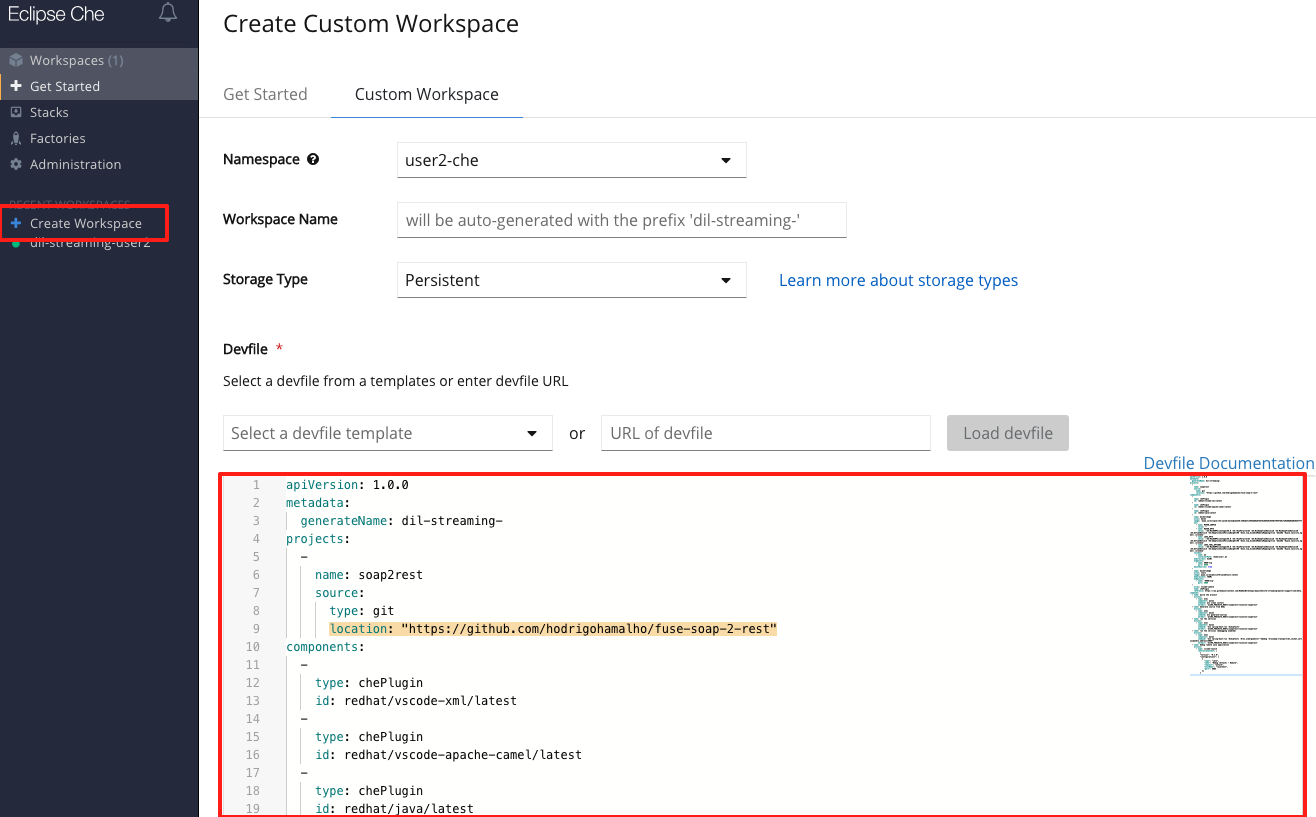 Eclipse Che
Workspaces (1)
Get Started
Stacks
Factories
Administration
RECENT WORKSPACES
Create Workspace
dil-streaming-user2
Create Custom Workspace
Get Started
Custom Workspace
Namespace
user2-che
Workspace Name
will be auto-generated with the prefix 'dil-streaming-'
Storage Type
Persistent
Learn more about storage types
Devfile *
Select a devfile from a templates or enter devfile URL
Select a devfile template
or
URL of devfile
Load devfile
Devfile Documentation
1 apiVersion: 1.0.0
2 metadata:
3 generateName: dil-streaming-
4 projects:
5 -
6 name: soap2rest
7 source:
8 type: git
9 location: "https://github.com/hodrigohamalho/fuse-soap-2-rest"
10 components:
11 -
12 type: chePlugin
13 id: redhat/vscode-xml/latest
14 -
15 type: chePlugin
16 id: redhat/vscode-apache-camel/latest
17 -
18 type: chePlugin
19 id: redhat/java/latest